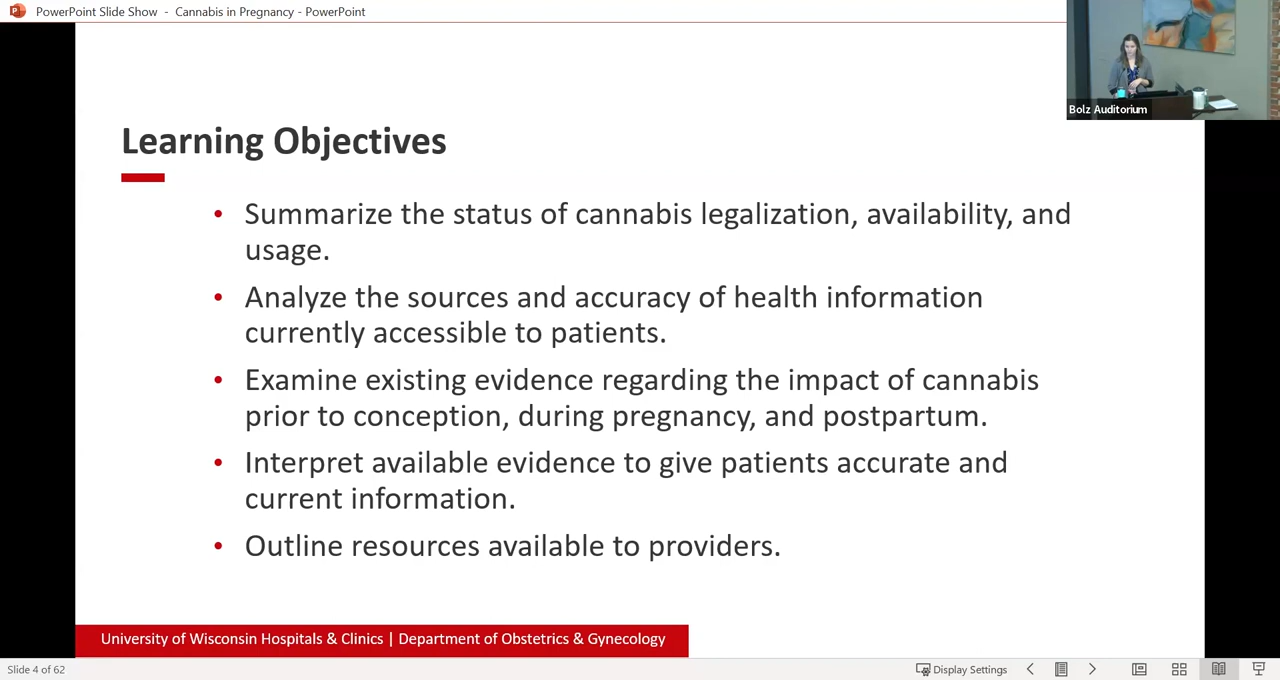 PowerPoint Slide Show - Cannabis in Pregnancy - PowerPoint
Bolz Auditorium
Learning Objectives
• Summarize the status of cannabis legalization, availability, and
usage.
• Analyze the sources and accuracy of health information
currently accessible to patients.
• Examine existing evidence regarding the impact of cannabis
prior to conception, during pregnancy, and postpartum.
• Interpret available evidence to give patients accurate and
current information.
• Outline resources available to providers.
University of Wisconsin Hospitals & Clinics | Department of Obstetrics & Gynecology
Slide 4 of 62
Display Settings